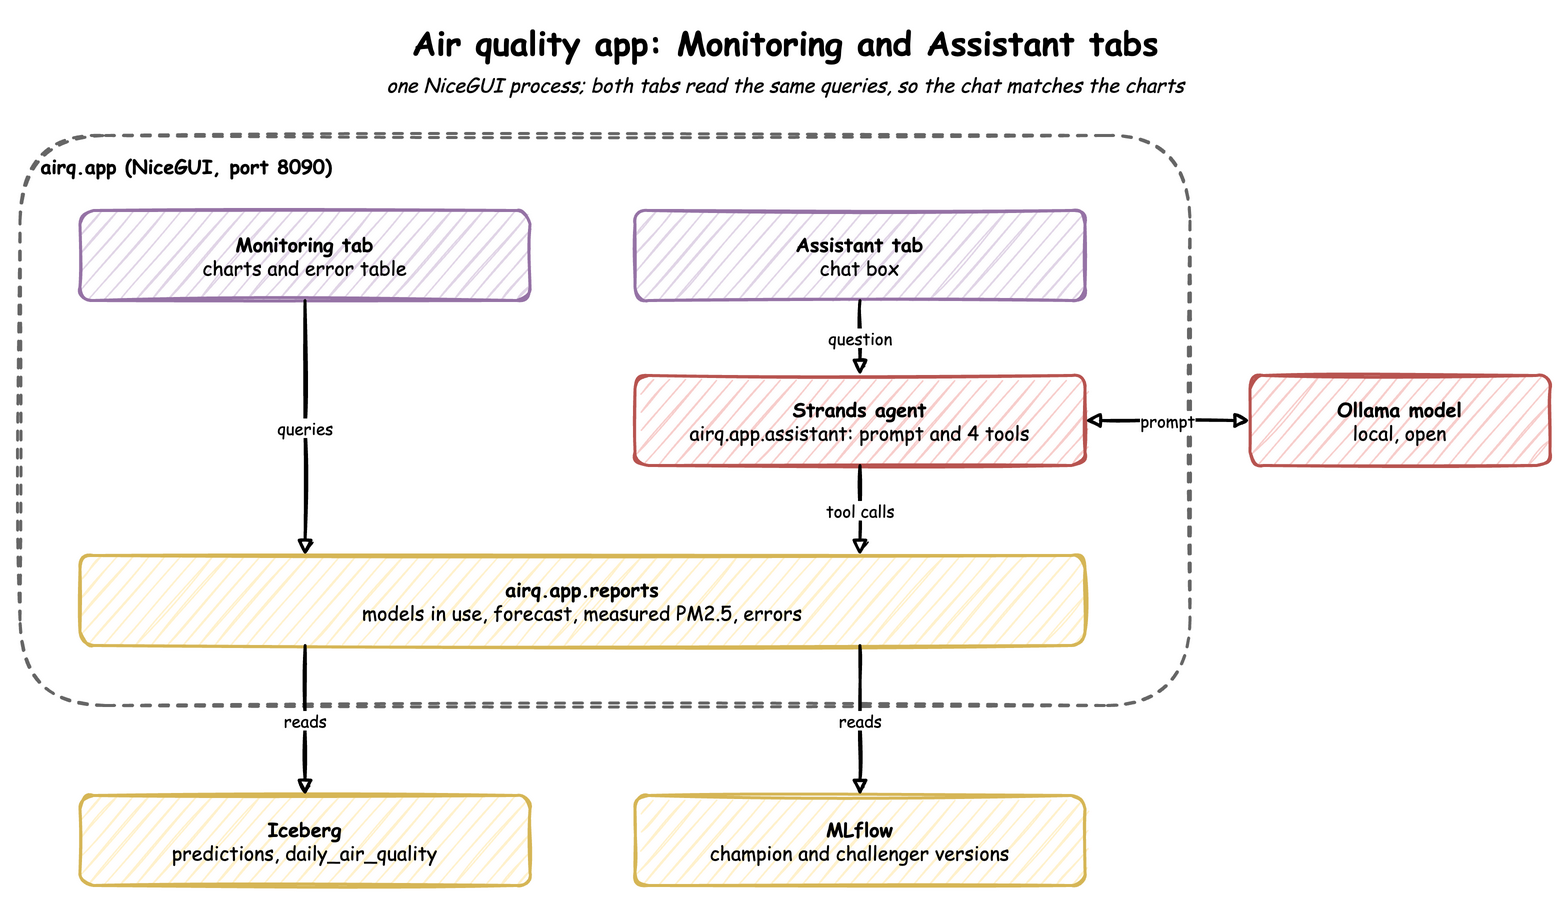 Air quality app: Monitoring and Assistant tabs
one NiceGUI process; both tabs read the same queries, so the chat matches the charts
airq.app (NiceGUI, port 8090)
Monitoring tab
charts and error table
Assistant tab
chat box
question
queries
Strands agent
airq.app.assistant: prompt and 4 tools
prompt
Ollama model
local, open
tool calls
airq.app.reports
models in use, forecast, measured PM2.5, errors
reads
reads
Iceberg
predictions, daily_air_quality
MLflow
champion and challenger versions